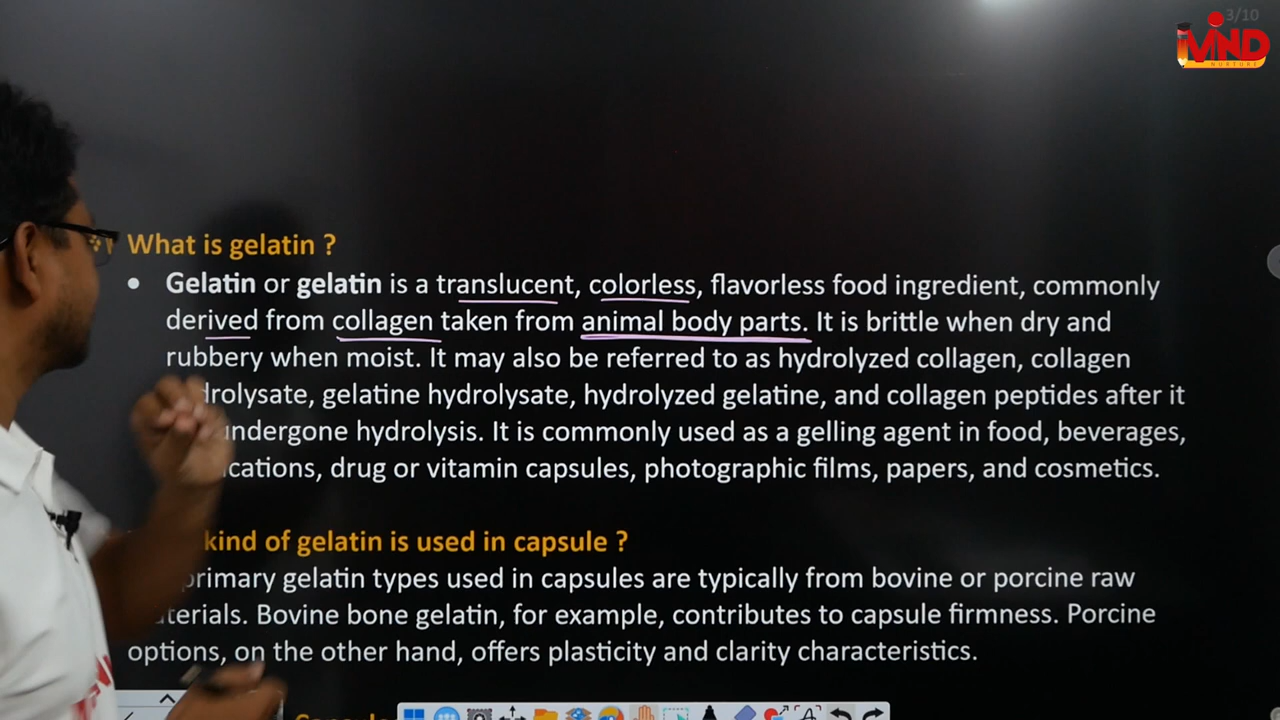 3/10
MIND
NURTURE
What is gelatin ?
Gelatin or gelatin is a translucent, colorless, flavorless food ingredient, commonly
derived from collagen taken from animal body parts. It is brittle when dry and
rubbery when moist. It may also be referred to as hydrolyzed collagen, collagen
drolysate, gelatine hydrolysate, hydrolyzed gelatine, and collagen peptides after it
undergone hydrolysis. It is commonly used as a gelling agent in food, beverages,
ications, drug or vitamin capsules, photographic films, papers, and cosmetics.
kind of gelatin is used in capsule ?
primary gelatin types used in capsules are typically from bovine or porcine raw
terials. Bovine bone gelatin, for example, contributes to capsule firmness. Porcine
options, on the other hand, offers plasticity and clarity characteristics.